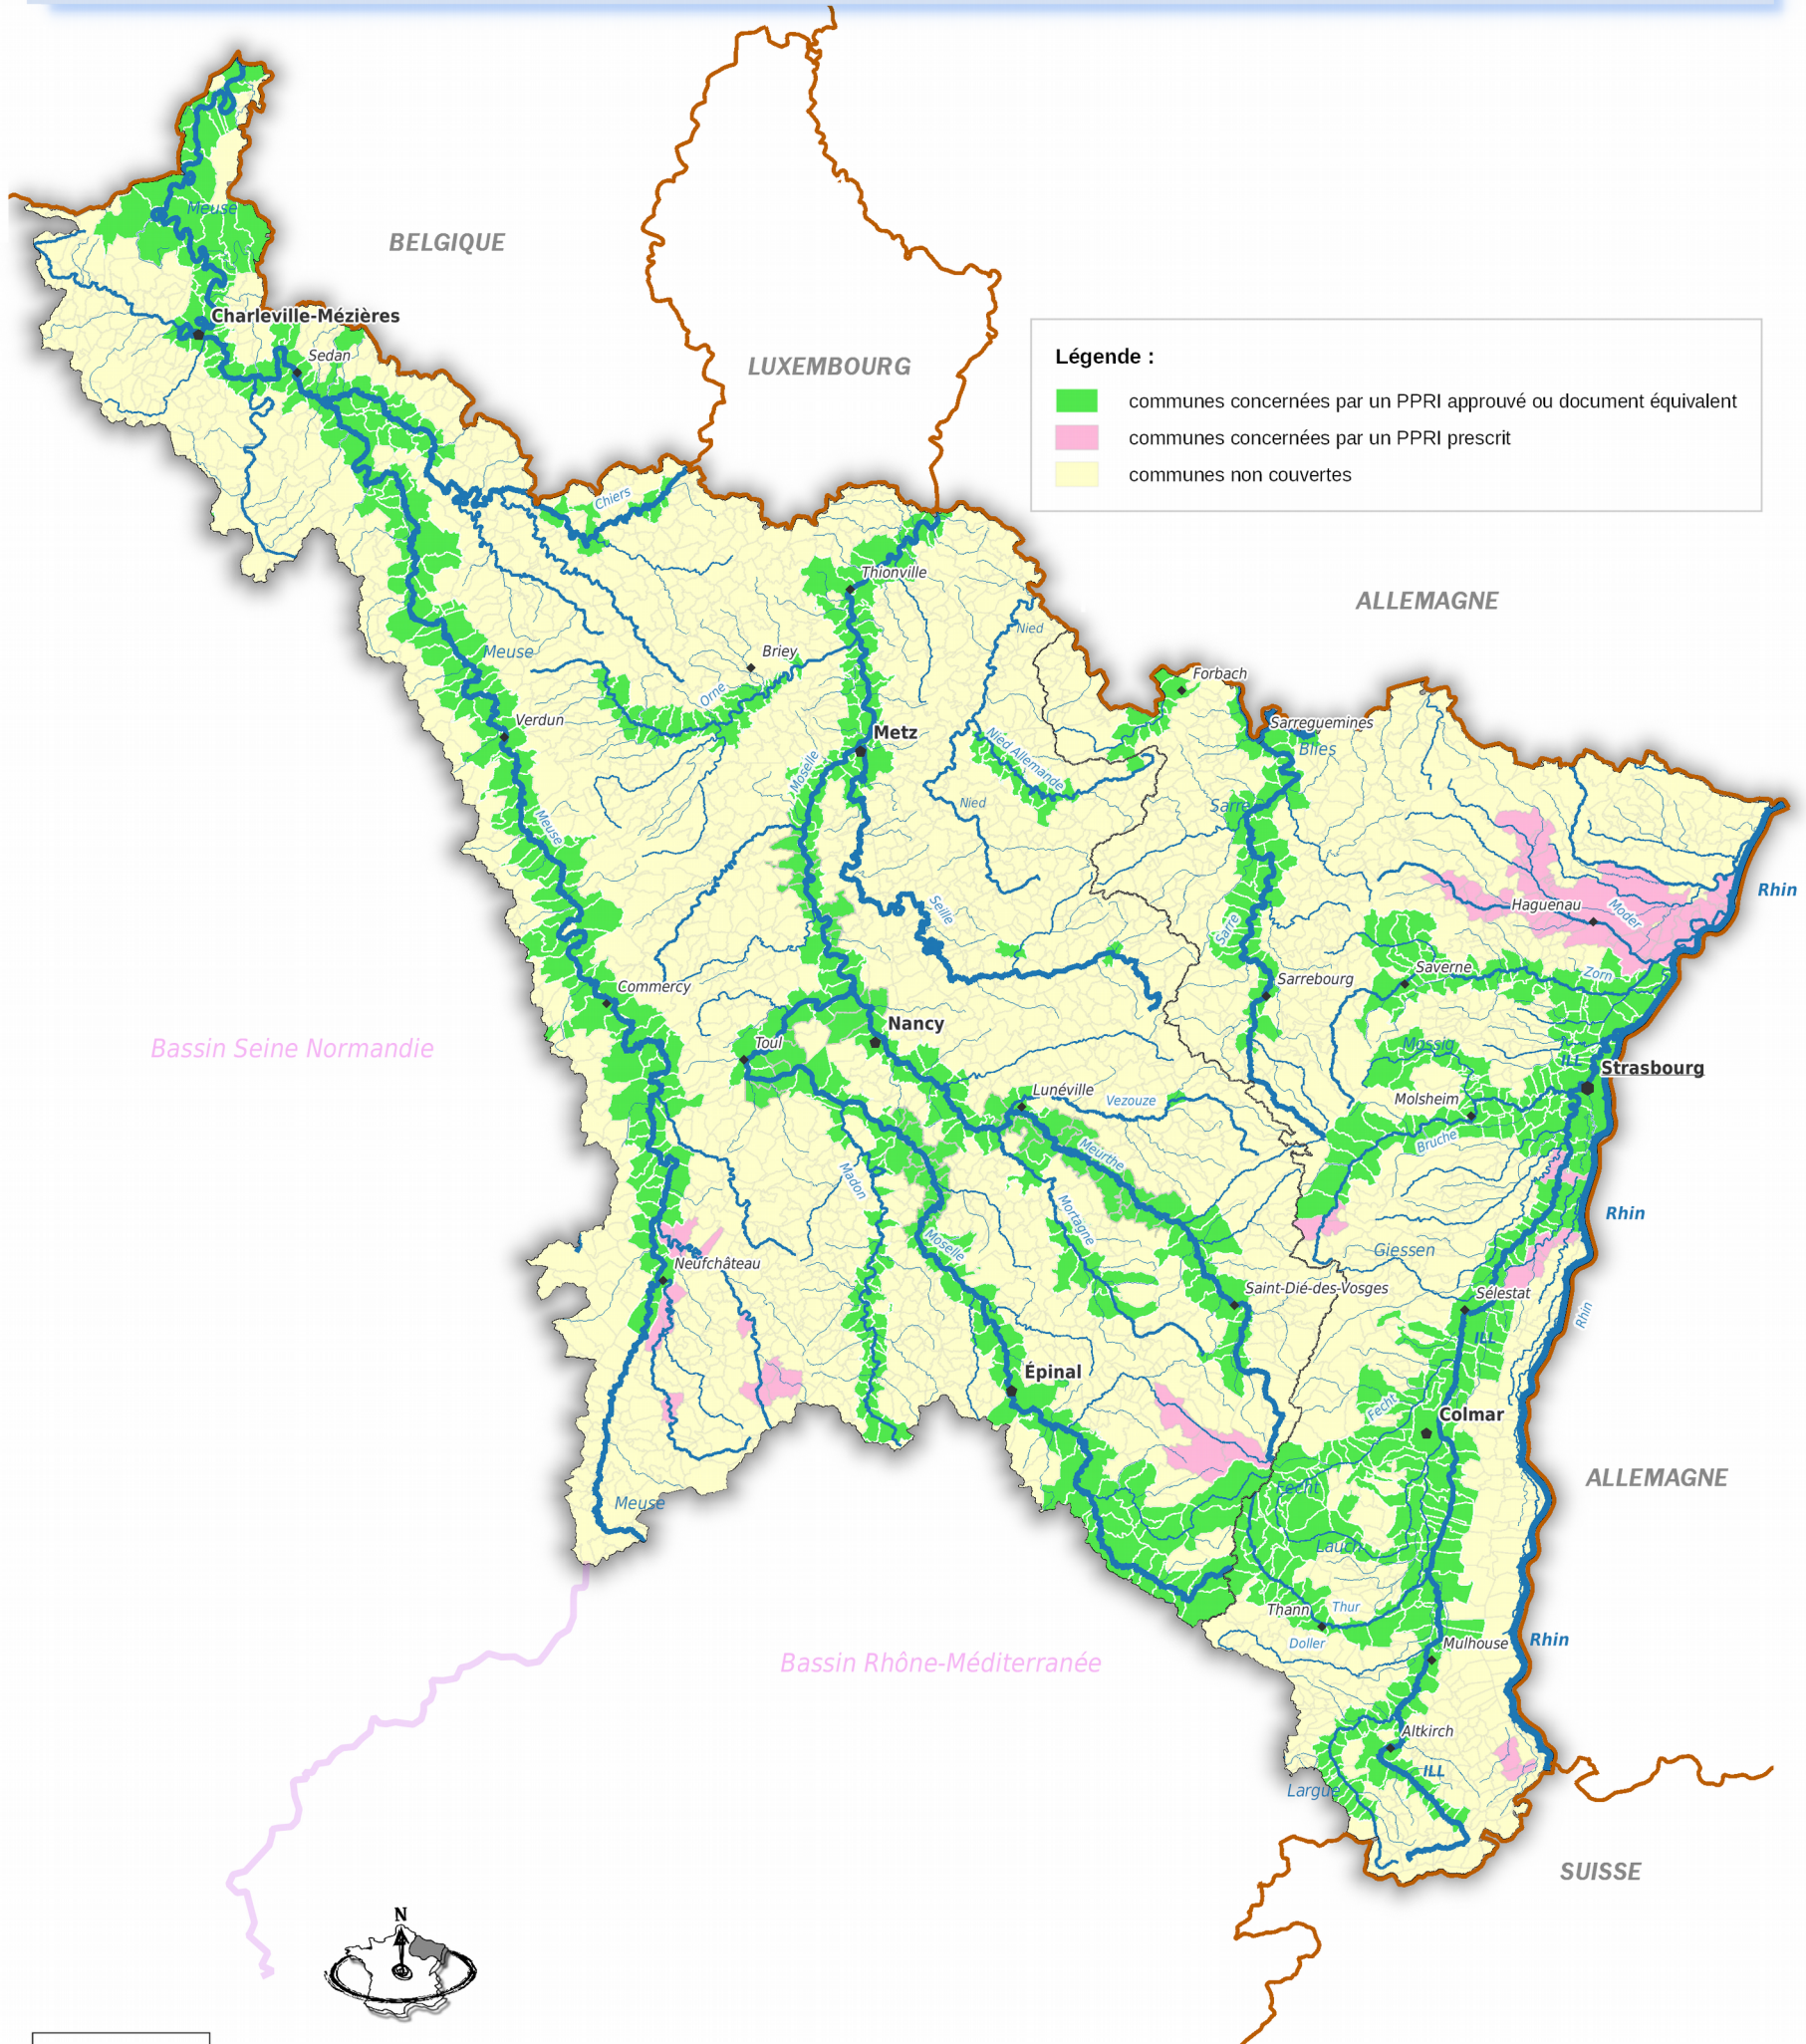 BELGIQUE
LUXEMBOURG
ALLEMAGNE
Légende :
communes concernées par un PPRI approuvé ou document équivalent
communes concernées par un PPRI prescrit
communes non couvertes
Meuse
Charleville-Mézières
Sedan
Chiers
Thionville
Nied
Meuse
Briey
Orne
Forbach
Verdun
Metz
Sarreguemines
Blies
Nied Allemande
Moselle
Nied
Sarre
Meuse
Rhin
Haguenau
Moder
Seille
Sarre
Saverne
Zorn
Sarrebourg
Commercy
Nancy
Toul
Mossig
ILL
Strasbourg
Bassin Seine Normandie
Lunéville
Vezouze
Molsheim
Bruche
Meurthe
Madon
Mortagne
Rhin
Moselle
Giessen
Neufchâteau
Saint-Dié-des-Vosges
Sélestat
Rhin
ILL
Épinal
Fecht
Colmar
ALLEMAGNE
Fecht
Meuse
Lauch
Thann
Thur
Doller
Mulhouse
Rhin
Bassin Rhône-Méditerranée
Altkirch
ILL
Largue
SUISSE
N